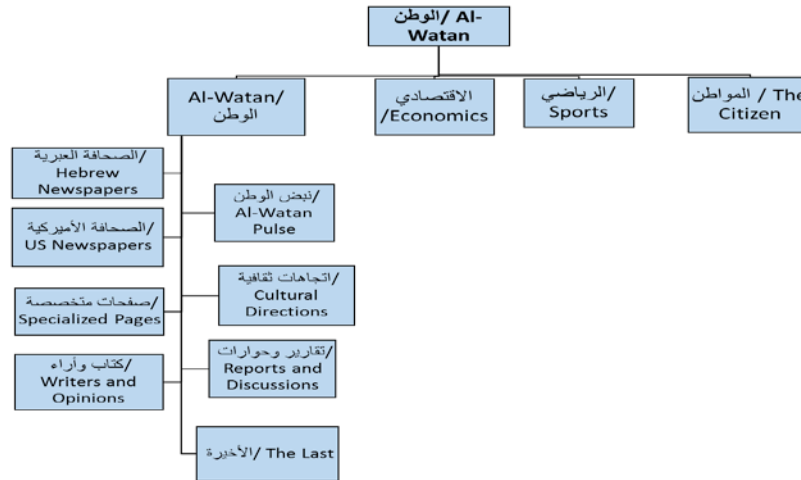 الوطن/ Al-
Watan
Al-Watan/
الوطن
الاقتصادي
/Economics
الرياضي/
Sports
المواطن / The
Citizen
الصحافة العبرية/
Hebrew
Newspapers
نبض الوطن/
Al-Watan
Pulse
الصحافة الأميركية/
US Newspapers
اتجاهات ثقافية/
Cultural
Directions
صفحات متخصصة/
Specialized Pages
تقارير وحوارات/
Reports and
Discussions
كتاب وأراء/
Writers and
Opinions
الأخيرة/ The Last